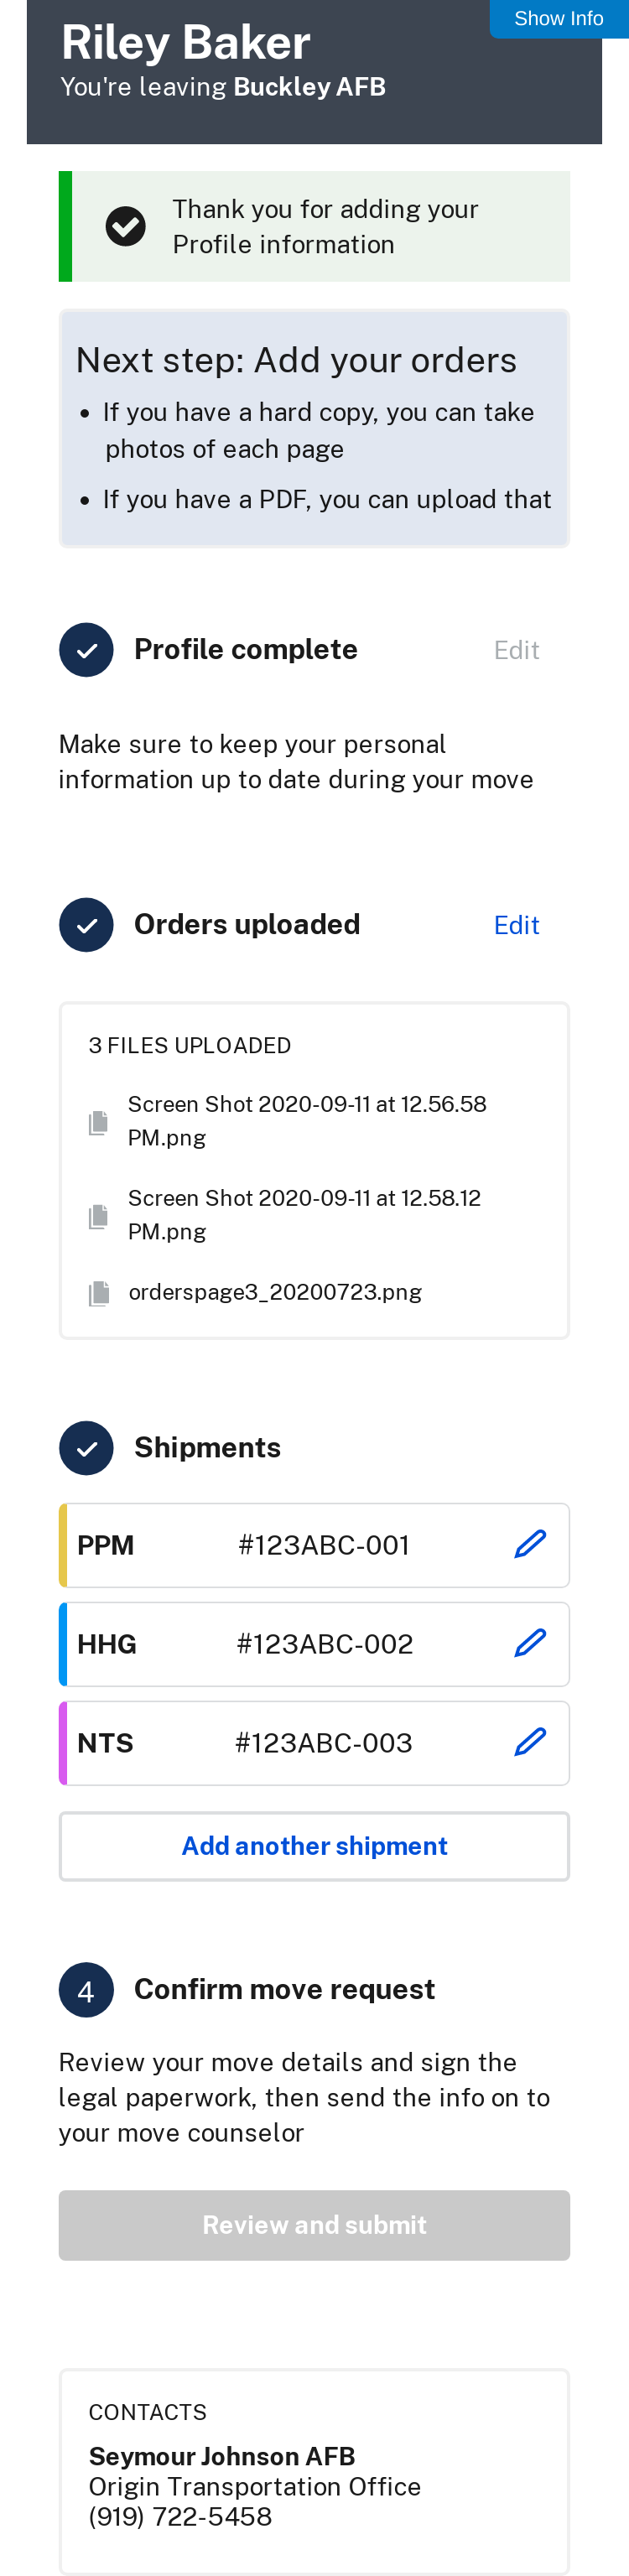 Show Info
Riley Baker
You're leaving Buckley AFB
Thank you for adding your
Profile information
Next step: Add your orders
• If you have a hard copy, you can take
photos of each page
• If you have a PDF, you can upload that
Profile complete Edit
Make sure to keep your personal
information up to date during your move
Orders uploaded Edit
3 FILES UPLOADED
Screen Shot 2020-09-11 at 12.56.58
PM.png
Screen Shot 2020-09-11 at 12.58.12
PM.png
orderspage3_20200723.png
Shipments
PPM #123ABC-001
HHG #123ABC-002
NTS #123ABC-003
Add another shipment
4 Confirm move request
Review your move details and sign the
legal paperwork, then send the info on to
your move counselor
Review and submit
CONTACTS
Seymour Johnson AFB
Origin Transportation Office
(919) 722-5458